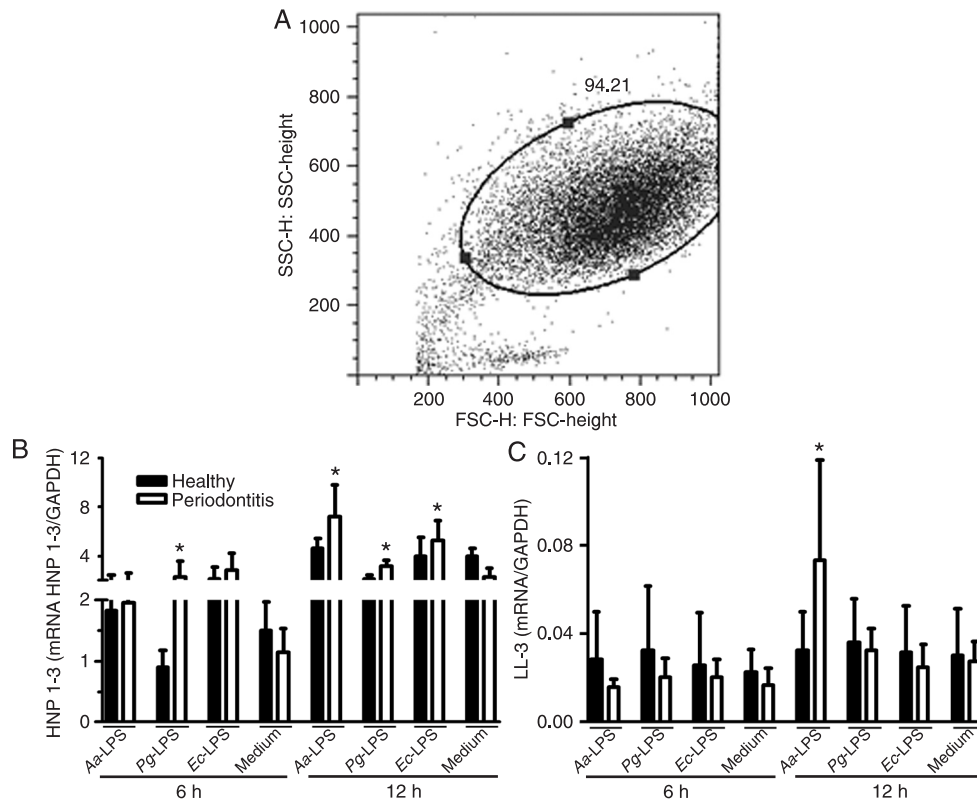 A
1000
94.21
800
600
400
200
SSC-H: SSC-height
200 400 600 800 1000
FSC-H: FSC-height
B
HNP 1-3 (mRNA HNP 1-3/GAPDH)
12
8
4
2
1
0
Healthy
Periodontitis
* * * *
Aa-LPS Pg-LPS Ec-LPS Medium Aa-LPS Pg-LPS Ec-LPS Medium
6 h 12 h
C
LL-3 (mRNA/GAPDH)
0.12
0.08
0.04
0.00
*
Aa-LPS Pg-LPS Ec-LPS Medium Aa-LPS Pg-LPS Ec-LPS Medium
6 h 12 h